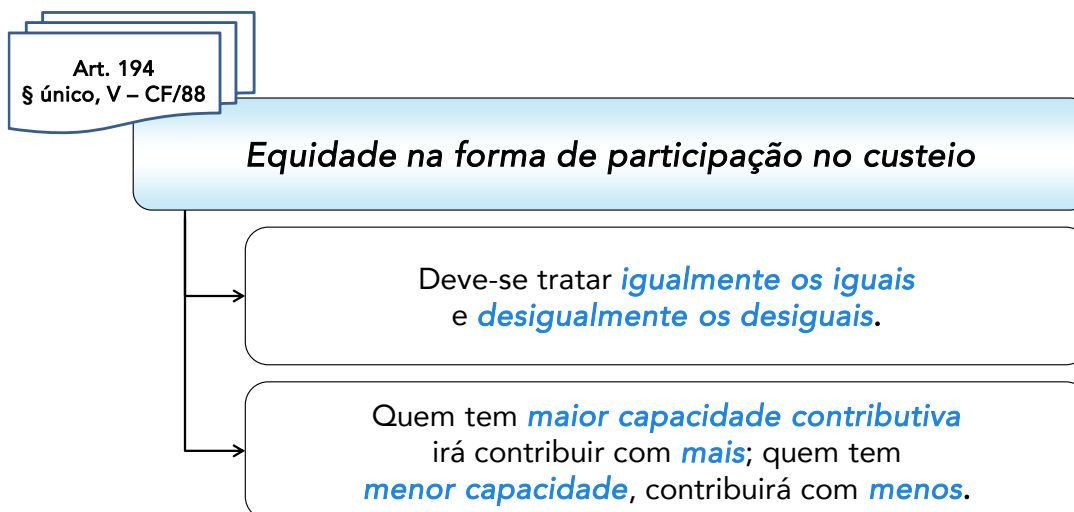 Art. 194
§ único, V – CF/88
Equidade na forma de participação no custeio
Deve-se tratar igualmente os iguais
e desigualmente os desiguais.
Quem tem maior capacidade contributiva
irá contribuir com mais; quem tem
menor capacidade, contribuirá com menos.